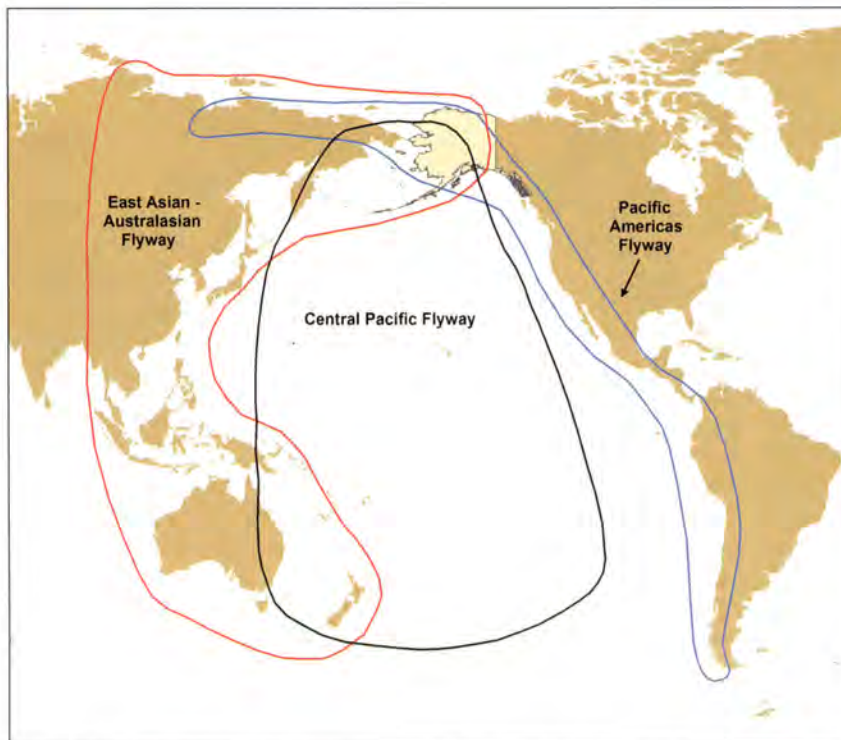 East Asian -
Australasian
Flyway
Pacific
Americas
Flyway
Central Pacific Flyway